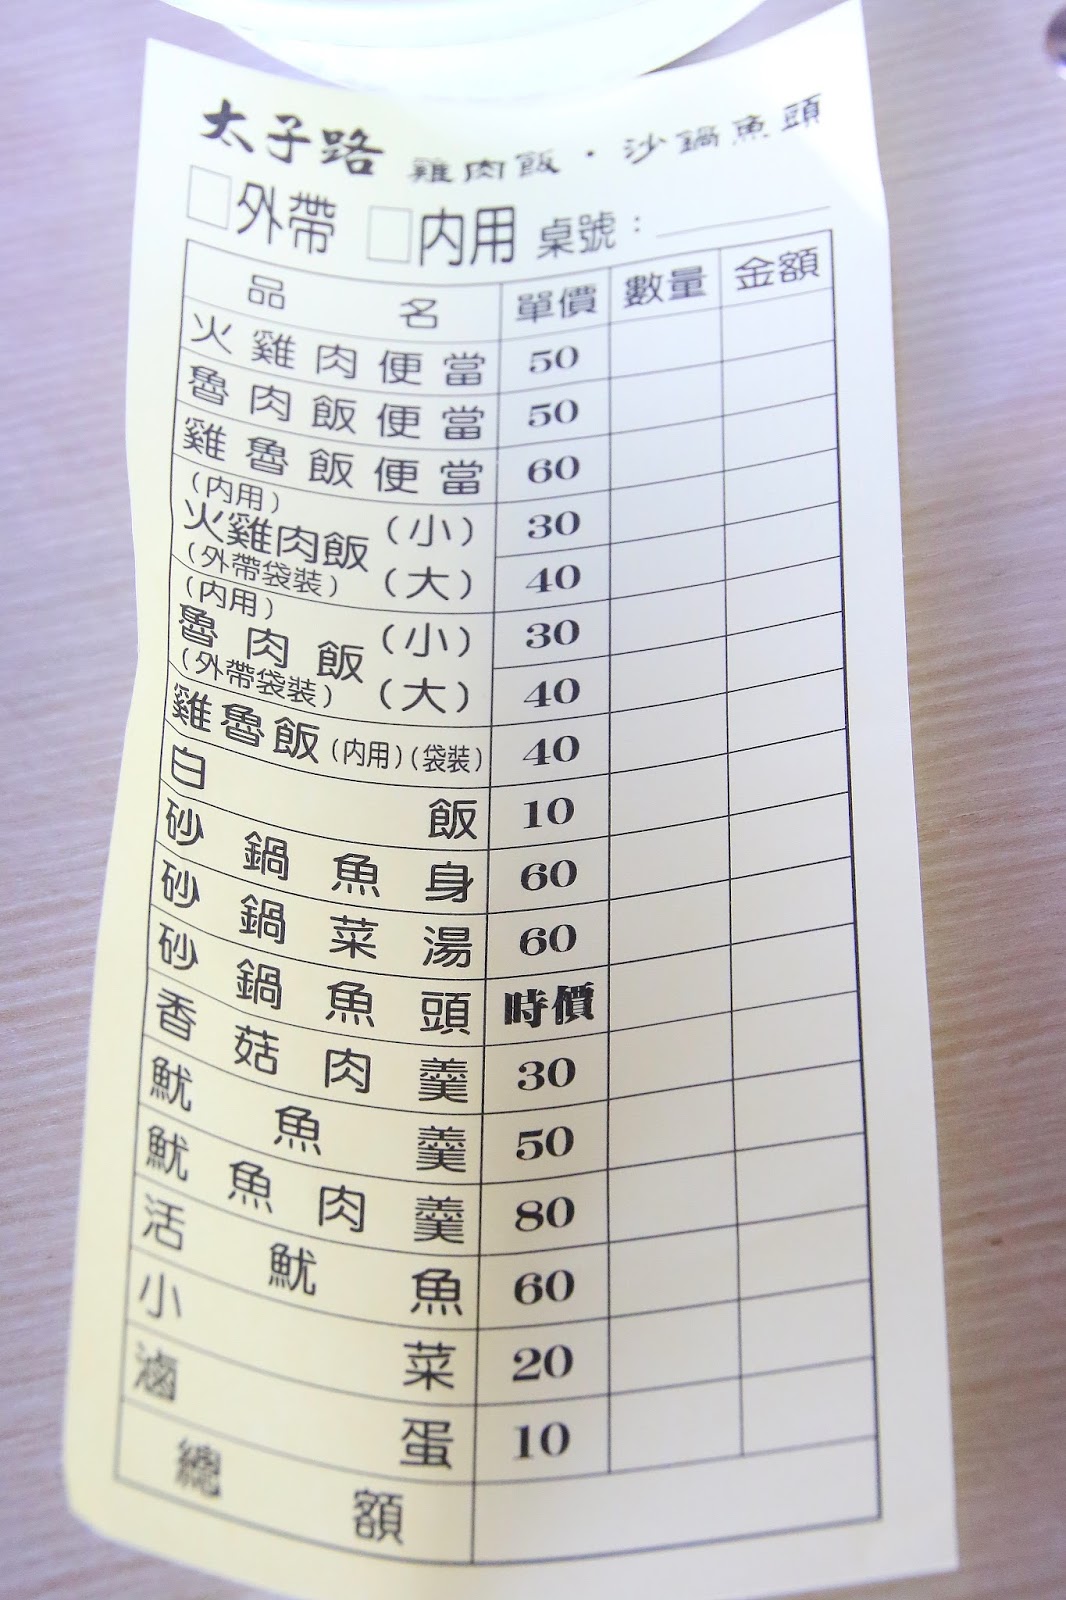 太子路 雞肉飯·沙鍋魚頭
□外帶 □內用 桌號：
品名 單價 數量 金額
火雞肉便當 50
魯肉飯便當 50
雞魯飯便當 60
(內用)
火雞肉飯 (小) 30
(外帶袋裝) (大) 40
(內用)
魯肉飯 (小) 30
(外帶袋裝) (大) 40
雞魯飯(內用)(袋裝) 40
白飯 10
砂鍋魚身 60
砂鍋菜湯 60
砂鍋魚頭 時價
香菇肉羹 30
魷魚羹 50
魷魚肉羹 80
活魷魚 60
小菜 20
滷蛋 10
總額